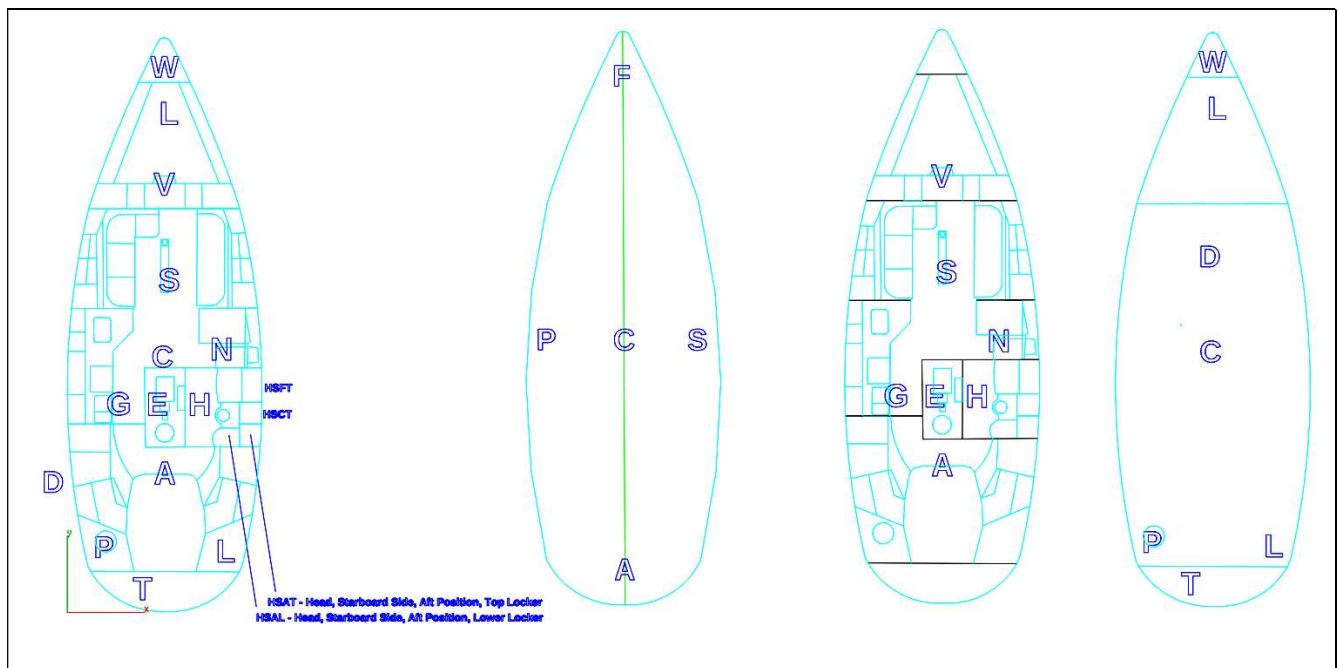 W
L
V
S
C
N
HSFT
G
E
H
HSCT
A
D
P
L
y
T
x
HSAT - Head, Starboard Side, Aft Position, Top Locker
HSAL - Head, Starboard Side, Aft Position, Lower Locker
F
P
C
S
A
V
S
N
G
E
H
A
W
L
D
C
P
L
T